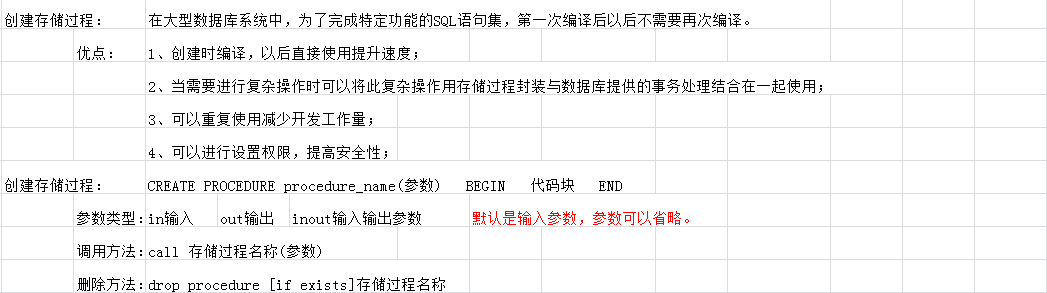 创建存储过程： 在大型数据库系统中，为了完成特定功能的SQL语句集，第一次编译后以后不需要再次编译。
优点： 1、创建时编译，以后直接使用提升速度；
2、当需要进行复杂操作时可以将此复杂操作用存储过程封装与数据库提供的事务处理结合在一起使用；
3、可以重复使用减少开发工作量；
4、可以进行设置权限，提高安全性；
创建存储过程： CREATE PROCEDURE procedure_name(参数) BEGIN 代码块 END
参数类型： in输入 out输出 inout输入输出参数 默认是输入参数，参数可以省略。
调用方法： call 存储过程名称(参数)
删除方法： drop procedure [if exists]存储过程名称